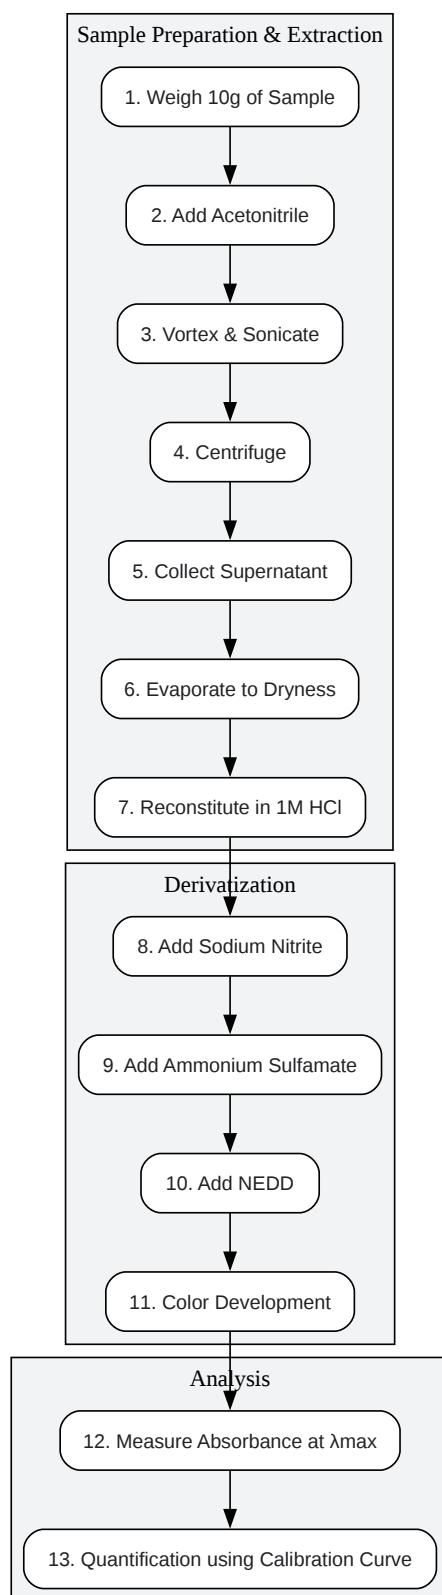 Sample Preparation & Extraction
1. Weigh 10g of Sample
2. Add Acetonitrile
3. Vortex & Sonicate
4. Centrifuge
5. Collect Supernatant
6. Evaporate to Dryness
7. Reconstitute in 1M HCl
Derivatization
8. Add Sodium Nitrite
9. Add Ammonium Sulfamate
10. Add NEDD
11. Color Development
Analysis
12. Measure Absorbance at λmax
13. Quantification using Calibration Curve